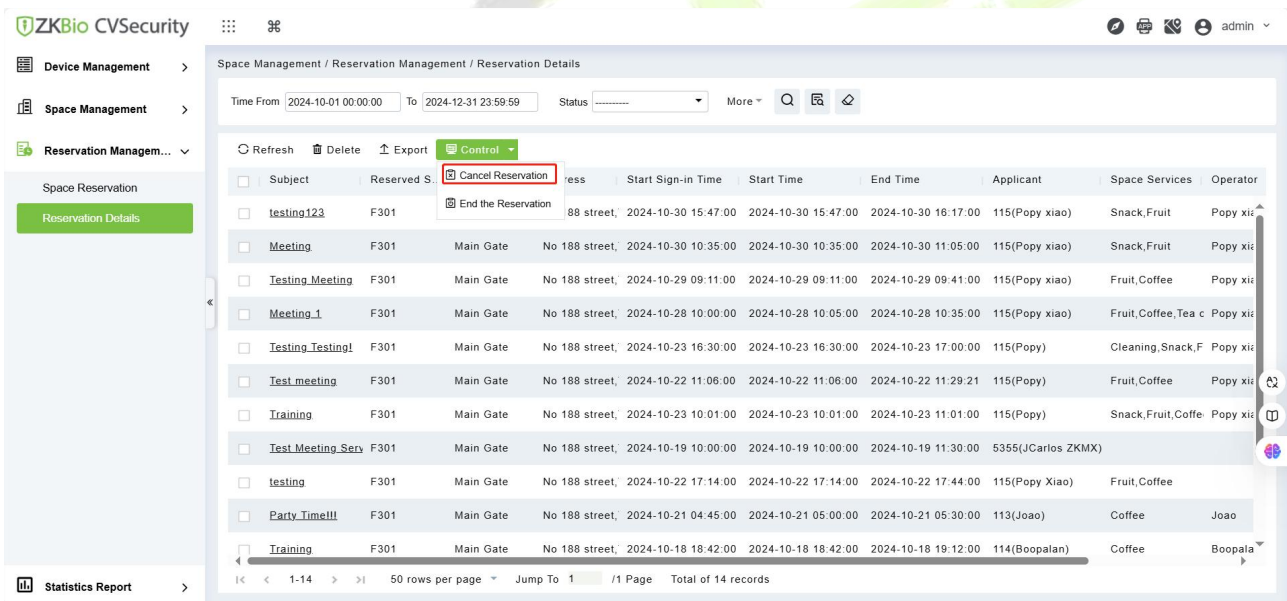 ZKBio CVSecurity
APP
admin
Device Management
Space Management
Reservation Managem...
Space Reservation
Reservation Details
Statistics Report
Space Management / Reservation Management / Reservation Details
Time From 2024-10-01 00:00:00 To 2024-12-31 23:59:59 Status ---------- More
Refresh Delete Export Control
Cancel Reservation
End the Reservation
Subject Reserved S... ress Start Sign-in Time Start Time End Time Applicant Space Services Operator
testing123 F301 88 street, 2024-10-30 15:47:00 2024-10-30 15:47:00 2024-10-30 16:17:00 115(Popy xiao) Snack,Fruit Popy xia
Meeting F301 Main Gate No 188 street, 2024-10-30 10:35:00 2024-10-30 10:35:00 2024-10-30 11:05:00 115(Popy xiao) Snack,Fruit Popy xia
Testing Meeting F301 Main Gate No 188 street, 2024-10-29 09:11:00 2024-10-29 09:11:00 2024-10-29 09:41:00 115(Popy xiao) Fruit,Coffee Popy xia
Meeting 1 F301 Main Gate No 188 street, 2024-10-28 10:00:00 2024-10-28 10:05:00 2024-10-28 10:35:00 115(Popy xiao) Fruit,Coffee,Tea c Popy xia
Testing Testing! F301 Main Gate No 188 street, 2024-10-23 16:30:00 2024-10-23 16:30:00 2024-10-23 17:00:00 115(Popy) Cleaning,Snack,F Popy xia
Test meeting F301 Main Gate No 188 street, 2024-10-22 11:06:00 2024-10-22 11:06:00 2024-10-22 11:29:21 115(Popy) Fruit,Coffee Popy xia
Training F301 Main Gate No 188 street, 2024-10-23 10:01:00 2024-10-23 10:01:00 2024-10-23 11:01:00 115(Popy) Snack,Fruit,Coffe Popy xia
Test Meeting Serv F301 Main Gate No 188 street, 2024-10-19 10:00:00 2024-10-19 10:00:00 2024-10-19 11:30:00 5355(JCarlos ZKMX)
testing F301 Main Gate No 188 street, 2024-10-22 17:14:00 2024-10-22 17:14:00 2024-10-22 17:44:00 115(Popy Xiao) Fruit,Coffee
Party Time!!! F301 Main Gate No 188 street, 2024-10-21 04:45:00 2024-10-21 05:00:00 2024-10-21 05:30:00 113(Joao) Coffee Joao
Training F301 Main Gate No 188 street, 2024-10-18 18:42:00 2024-10-18 18:42:00 2024-10-18 19:12:00 114(Boopalan) Coffee Boopala
1-14 50 rows per page Jump To 1 /1 Page Total of 14 records